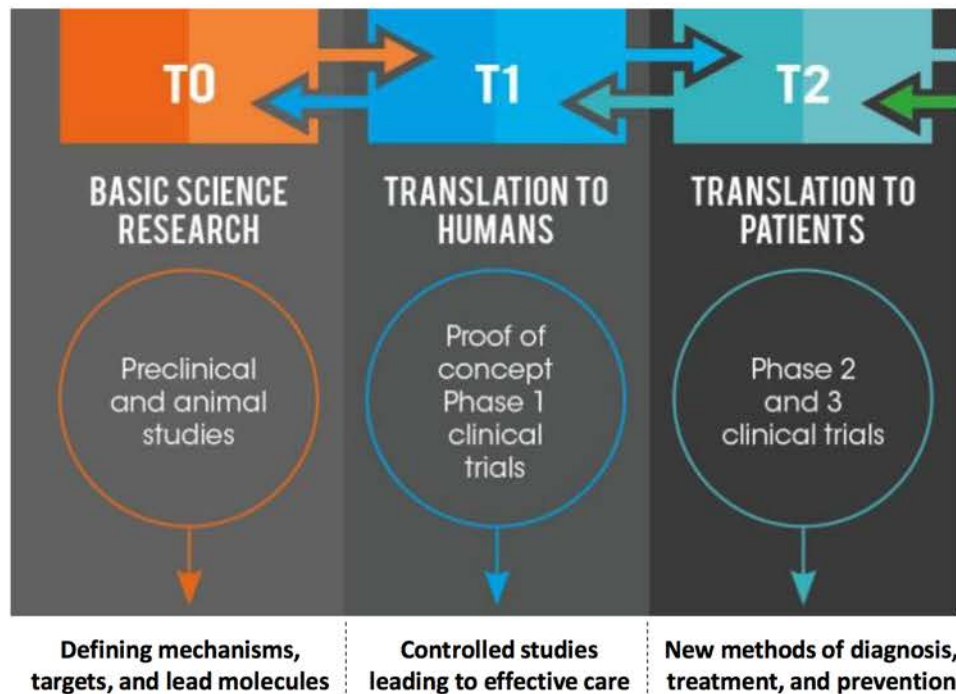 T0
T1
T2
BASIC SCIENCE
RESEARCH
TRANSLATION TO
HUMANS
TRANSLATION TO
PATIENTS
Preclinical
and animal
studies
Proof of
concept
Phase 1
clinical
trials
Phase 2
and 3
clinical trials
Defining mechanisms,
targets, and lead molecules
Controlled studies
leading to effective care
New methods of diagnosis,
treatment, and prevention